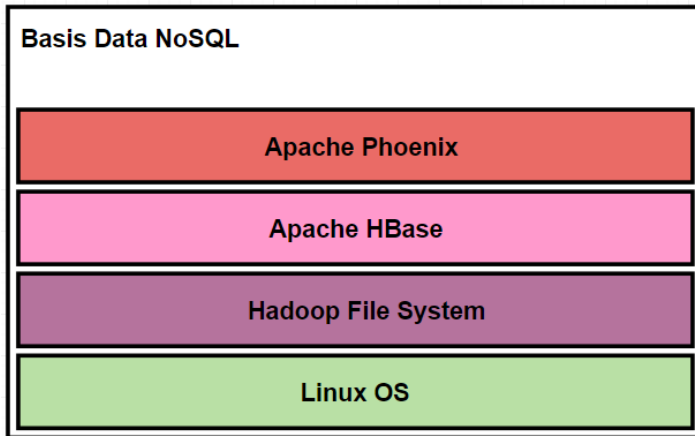 Basis Data NoSQL
Apache Phoenix
Apache HBase
Hadoop File System
Linux OS